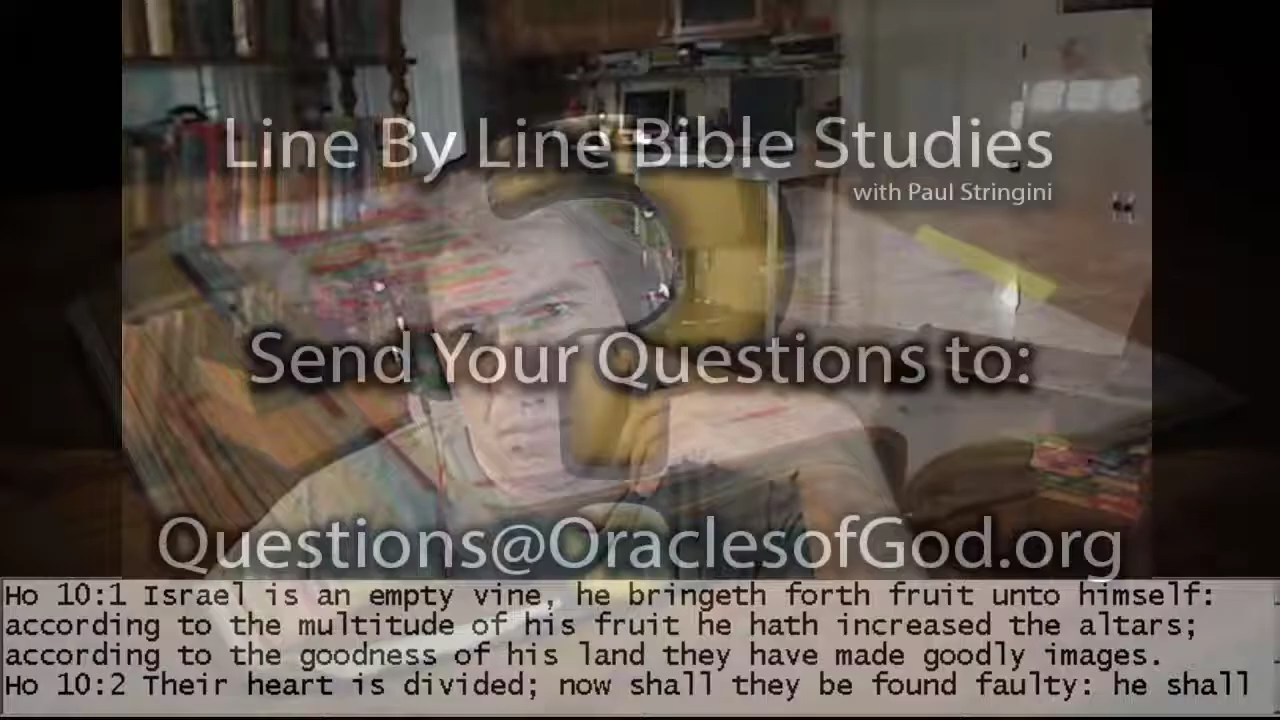 Line By Line Bible Studies
with Paul Stringini
Send Your Questions to:
Questions@OraclesofGod.org
Ho 10:1 Israel is an empty vine, he bringeth forth fruit unto himself:
according to the multitude of his fruit he hath increased the altars;
according to the goodness of his land they have made goodly images.
Ho 10:2 Their heart is divided; now shall they be found faulty: he shall